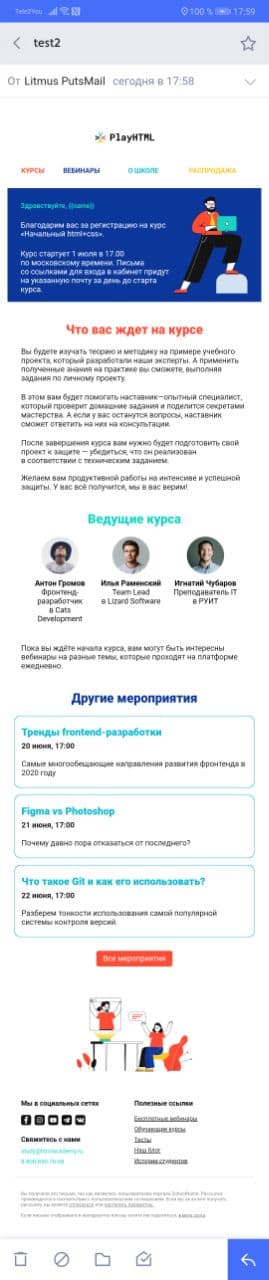 Tele2You
100 %
17:59
test2
От Litmus PutsMail сегодня в 17:58
PlayHTML
КУРСЫ ВЕБИНАРЫ О ШКОЛЕ РАСПРОДАЖА
Здравствуйте, {{name}}
Благодарим вас за регистрацию на курс
«Начальный html+css».
Курс стартует 1 июля в 17.00
по московскому времени. Письма
со ссылками для входа в кабинет придут
на указанную почту за день до старта
курса.
Что вас ждет на курсе
Вы будете изучать теорию и методику на примере учебного
проекта, который разработали наши эксперты. А применить
полученные знания на практике вы сможете, выполняя
задания по личному проекту.
В этом вам будет помогать наставник—опытный специалист,
который проверит домашние задания и поделится секретами
мастерства. А если у вас останутся вопросы, наставник
сможет ответить на них на консультации.
После завершения курса вам нужно будет подготовить свой
проект к защите — убедиться, что он реализован
в соответствии с техническим заданием.
Желаем вам продуктивной работы на интенсиве и успешной
защиты. У вас всё получится, мы в вас верим!
Ведущие курса
Антон Громов
Фронтенд-
разработчик
в Cats
Development
Илья Раменский
Team Lead
в Lizard Software
Игнатий Чубаров
Преподаватель IT
в РУИТ
Пока вы ждёте начала курса, вам могут быть интересны
вебинары на разные темы, которые проходят на платформе
ежедневно.
Другие мероприятия
Тренды frontend-разработки
20 июня, 17:00
Самые многообещающие направления развития фронтенда в
2020 году
Figma vs Photoshop
21 июня, 17:00
Почему давно пора отказаться от последнего?
Что такое Git и как его использовать?
22 июня, 17:00
Разберем тонкости использования самой популярной
системы контроля версий.
Все мероприятия
Мы в социальных сетях
Свяжитесь с нами
Полезные ссылки
Бесплатные вебинары
Обучающие курсы
Тесты
Наш блог
Истории студентов